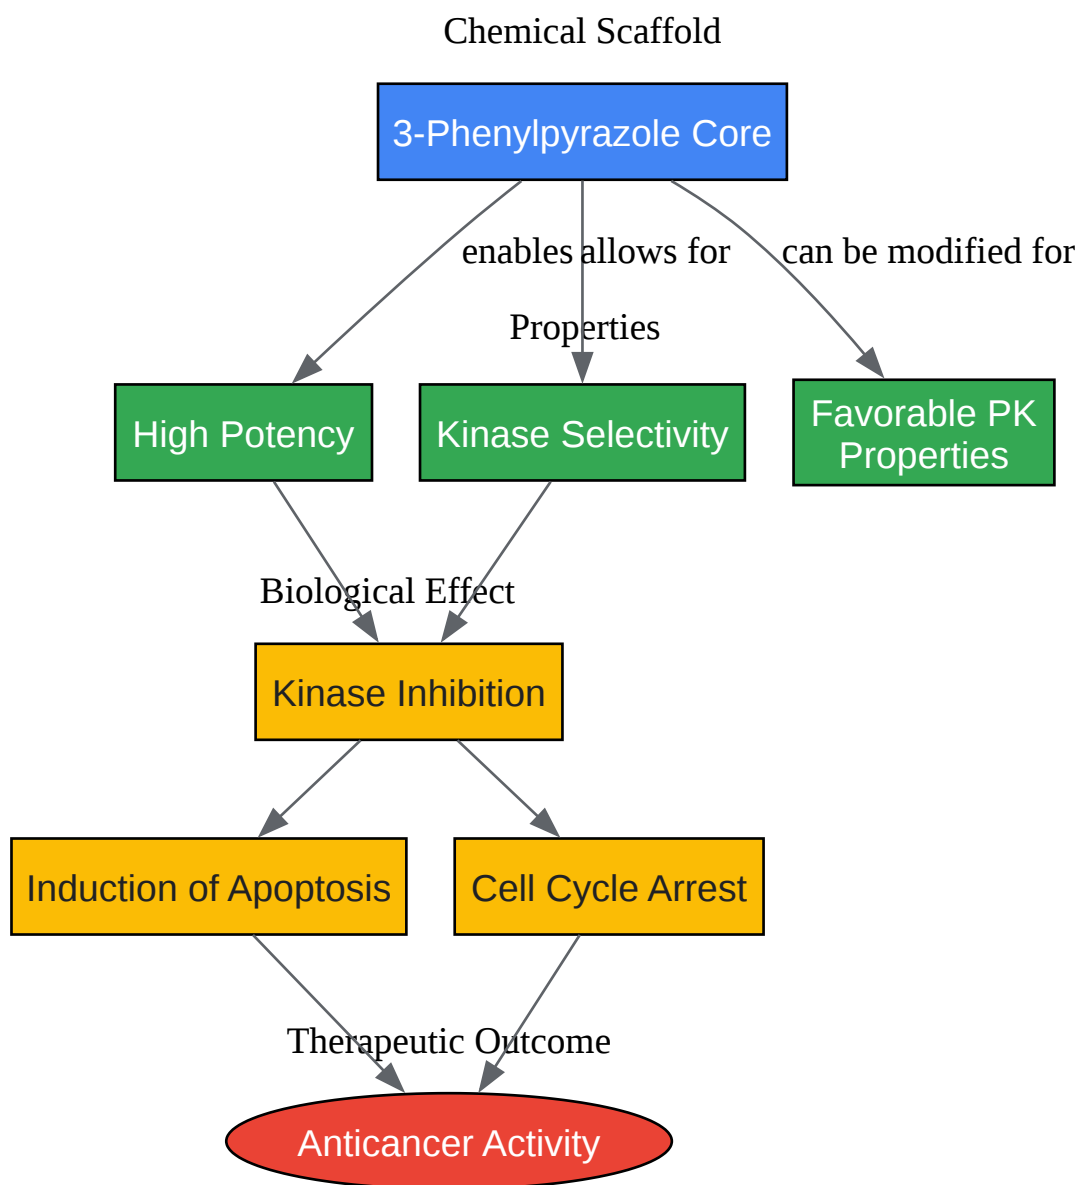 Chemical Scaffold
3-Phenylpyrazole Core
enables
allows for
can be modified for
Properties
High Potency
Kinase Selectivity
Favorable PK
Properties
Biological Effect
Kinase Inhibition
Induction of Apoptosis
Cell Cycle Arrest
Therapeutic Outcome
Anticancer Activity